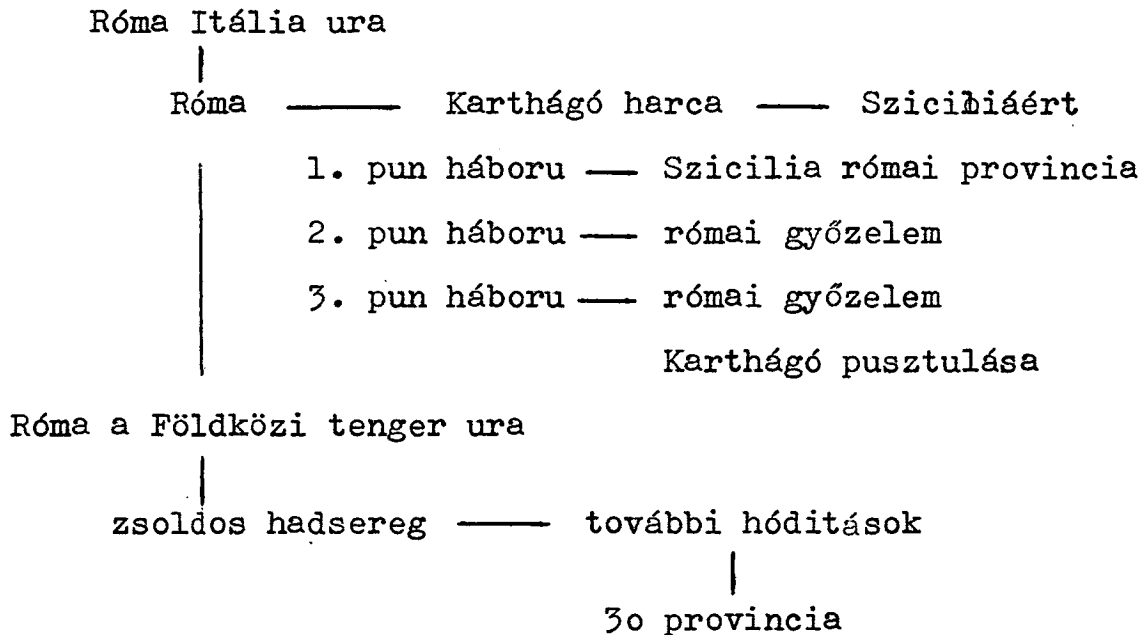 Róma Itália ura
Róma —— Karthágó harca —— Sziciliáért
1. pun háboru —— Szicilia római provincia
2. pun háboru —— római győzelem
3. pun háboru —— római győzelem
Karthágó pusztulása
Róma a Földközi tenger ura
zsoldos hadsereg —— további hóditások
3o provincia